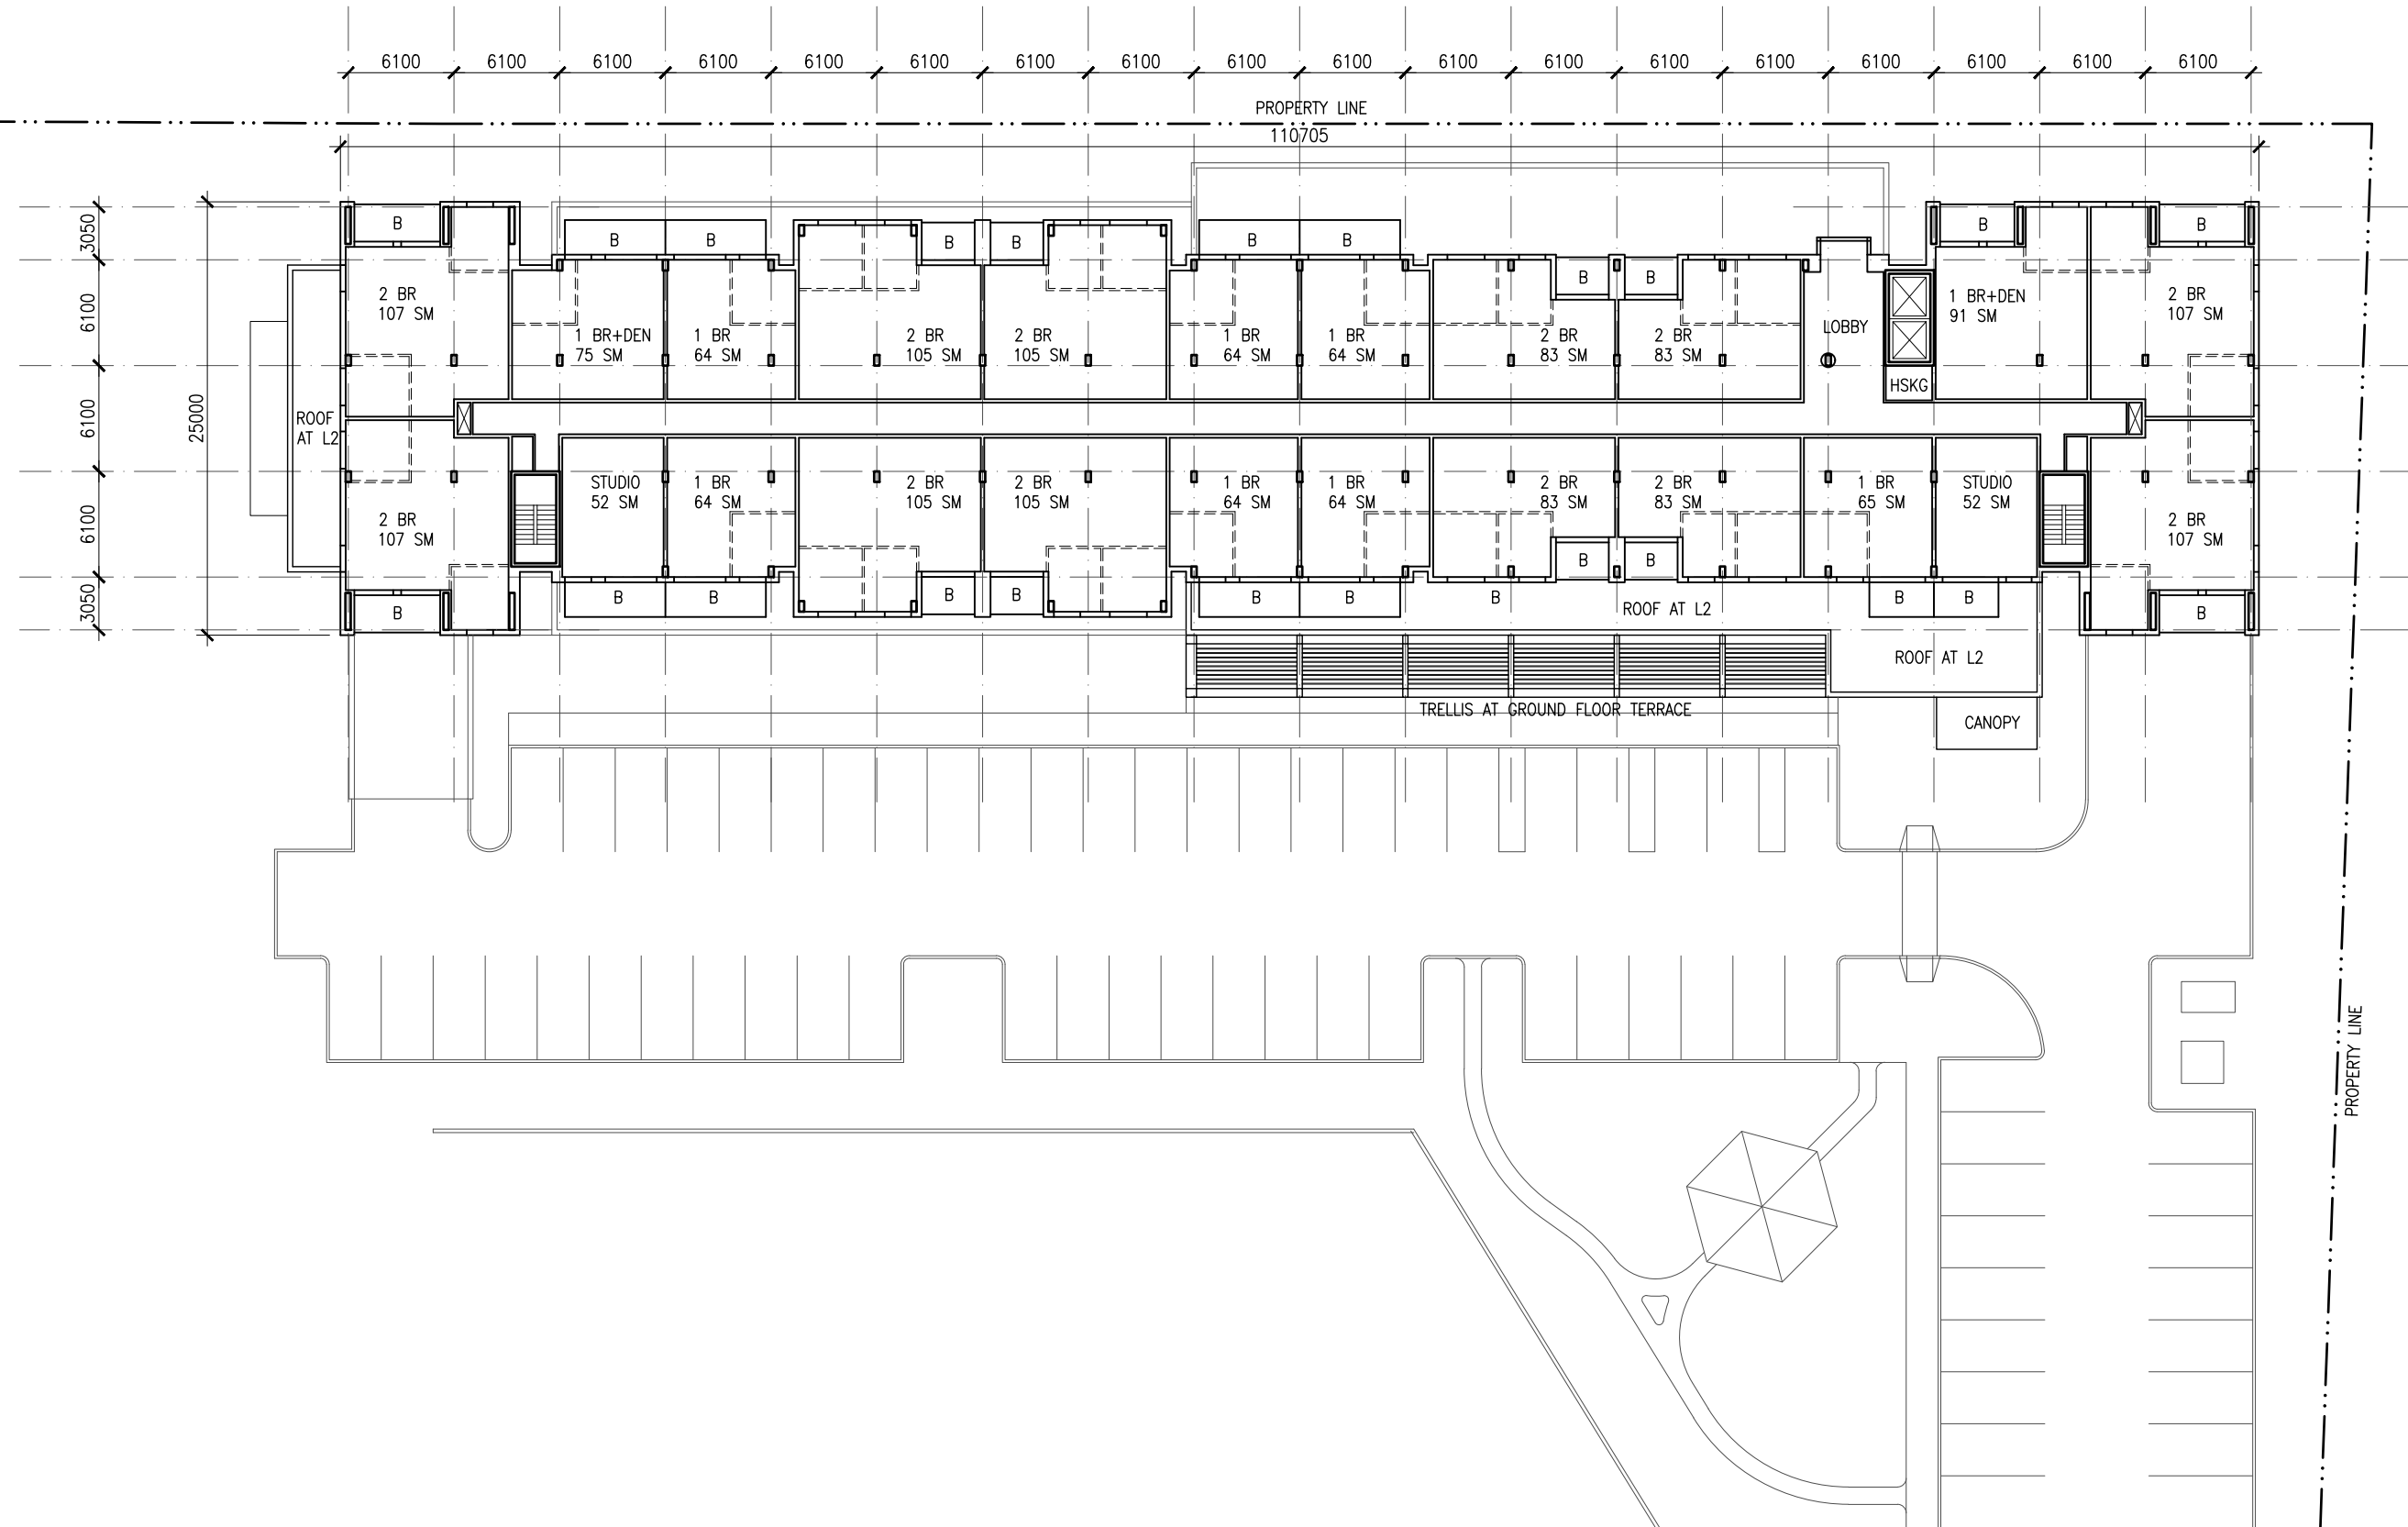 6100 6100 6100 6100 6100 6100 6100 6100 6100 6100 6100 6100 6100 6100 6100 6100 6100 6100
PROPERTY LINE
110705
3050
6100
6100
6100
3050
25000
B
B B
B B
B B
B B
B B
B
B
2 BR
107 SM
1 BR+DEN
75 SM
1 BR
64 SM
2 BR
105 SM
2 BR
105 SM
1 BR
64 SM
1 BR
64 SM
2 BR
83 SM
2 BR
83 SM
LOBBY
HSKG
1 BR+DEN
91 SM
2 BR
107 SM
ROOF
AT L2
2 BR
107 SM
STUDIO
52 SM
1 BR
64 SM
2 BR
105 SM
2 BR
105 SM
1 BR
64 SM
1 BR
64 SM
2 BR
83 SM
2 BR
83 SM
1 BR
65 SM
STUDIO
52 SM
2 BR
107 SM
B
B B
B B
B B
B
B B
B B
B
ROOF AT L2
ROOF AT L2
TRELLIS AT GROUND FLOOR TERRACE
CANOPY
PROPERTY LINE